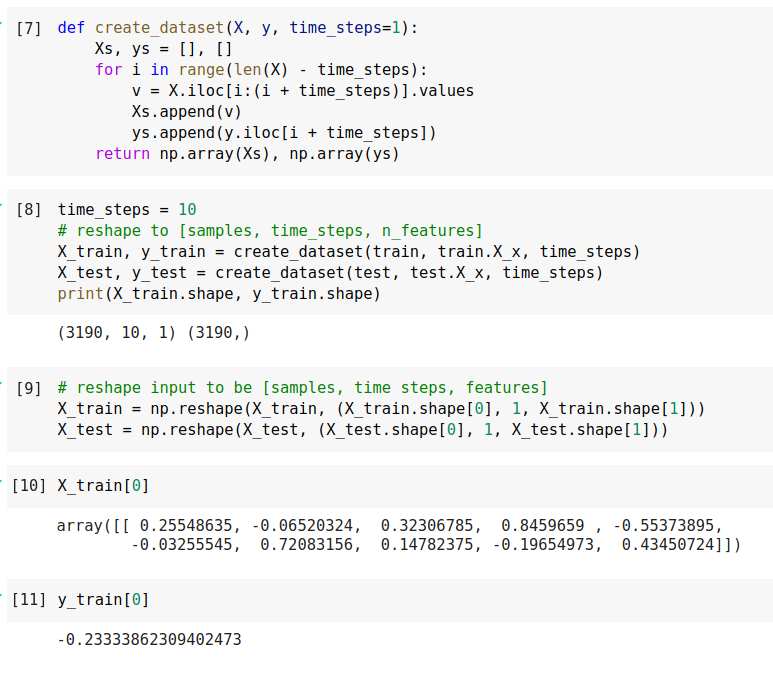 [7] def create_dataset(X, y, time_steps=1):
    Xs, ys = [], []
    for i in range(len(X) - time_steps):
        v = X.iloc[i:(i + time_steps)].values
        Xs.append(v)
        ys.append(y.iloc[i + time_steps])
    return np.array(Xs), np.array(ys)
[8] time_steps = 10
# reshape to [samples, time_steps, n_features]
X_train, y_train = create_dataset(train, train.X_x, time_steps)
X_test, y_test = create_dataset(test, test.X_x, time_steps)
print(X_train.shape, y_train.shape)
(3190, 10, 1) (3190,)
[9] # reshape input to be [samples, time steps, features]
X_train = np.reshape(X_train, (X_train.shape[0], 1, X_train.shape[1]))
X_test = np.reshape(X_test, (X_test.shape[0], 1, X_test.shape[1]))
[10] X_train[0]
array([[ 0.25548635, -0.06520324,  0.32306785,  0.8459659 , -0.55373895,
        -0.03255545,  0.72083156,  0.14782375, -0.19654973,  0.43450724]])
[11] y_train[0]
-0.23333862309402473